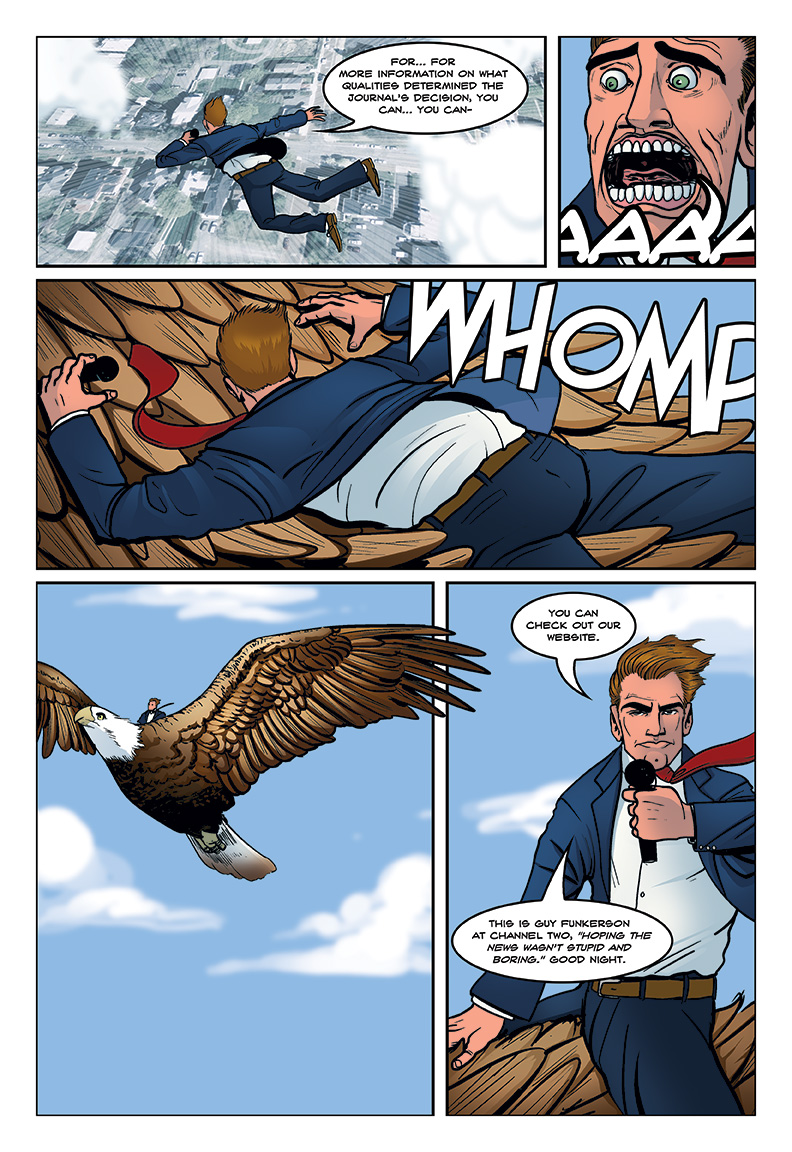 FOR... FOR
MORE INFORMATION ON WHAT
QUALITIES DETERMINED THE
JOURNAL'S DECISION, YOU
CAN... YOU CAN-
AAAA
WHOMP
YOU CAN
CHECK OUT OUR
WEBSITE.
THIS IS GUY FUNKERSON
AT CHANNEL TWO, "HOPING THE
NEWS WASN'T STUPID AND
BORING." GOOD NIGHT.